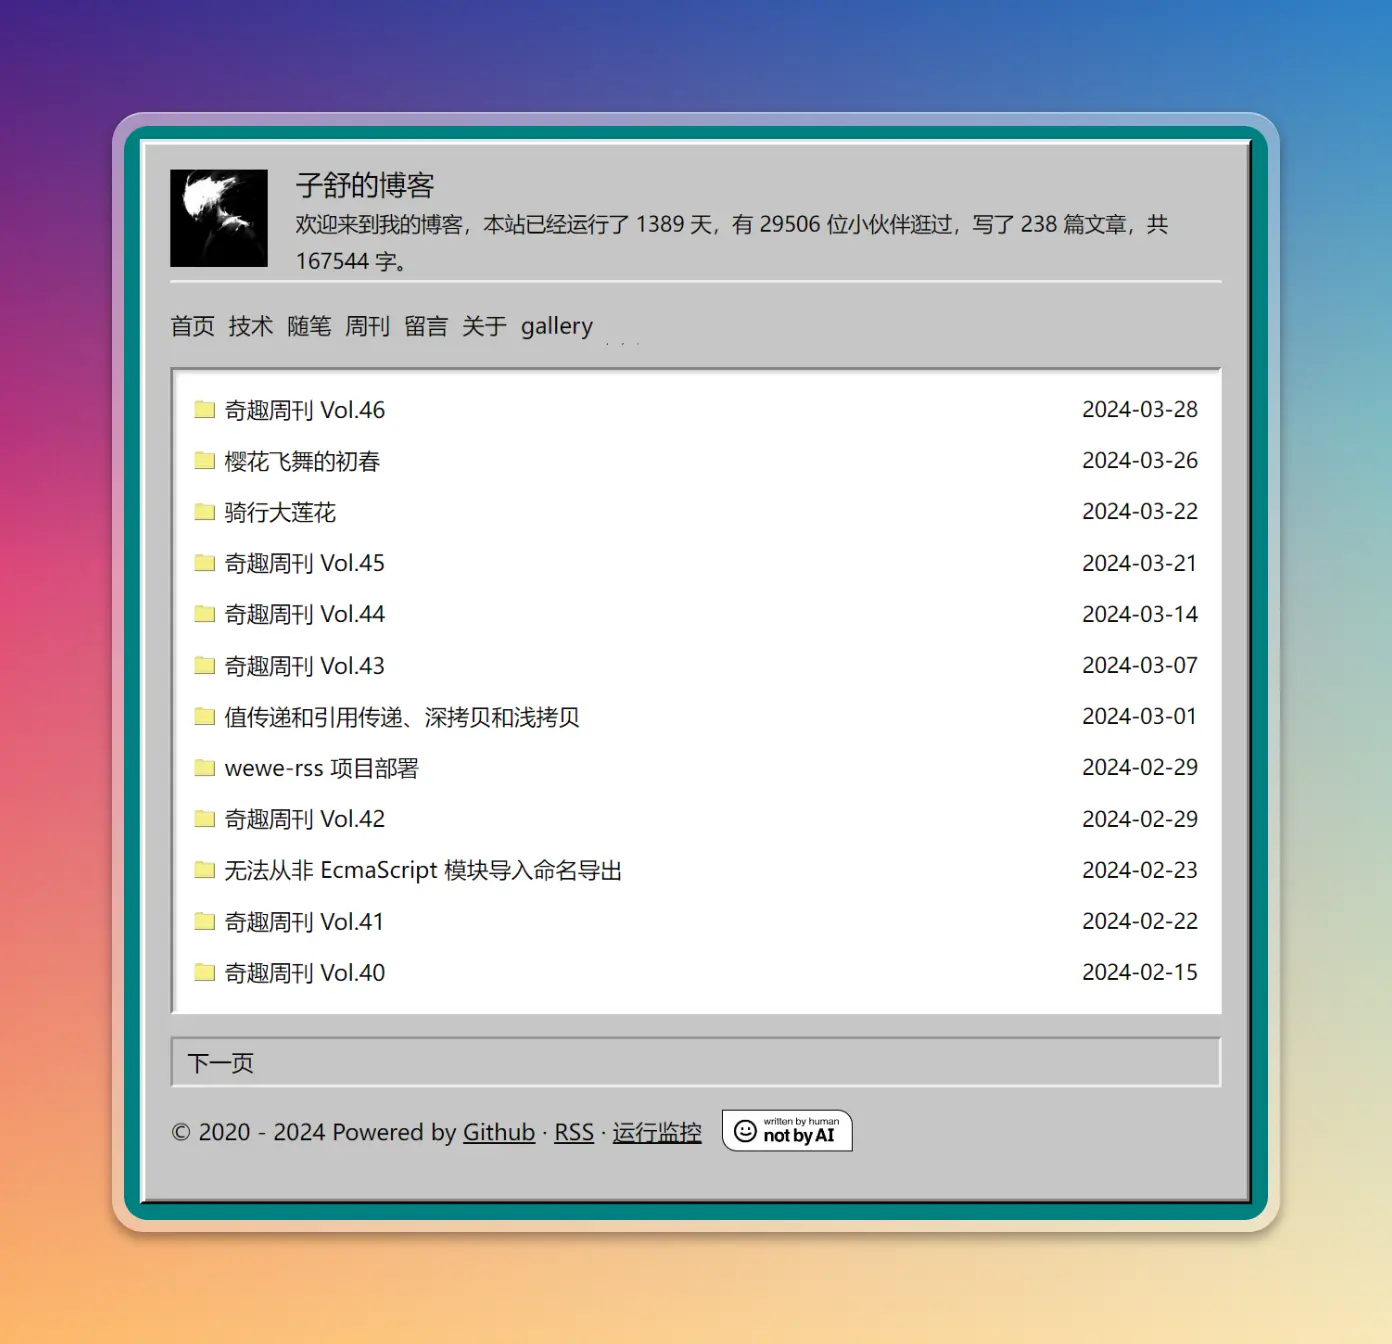 子舒的博客
欢迎来到我的博客，本站已经运行了 1389 天，有 29506 位小伙伴逛过，写了 238 篇文章，共
167544 字。
首页 技术 随笔 周刊 留言 关于 gallery
奇趣周刊 Vol.46 2024-03-28
樱花飞舞的初春 2024-03-26
骑行大莲花 2024-03-22
奇趣周刊 Vol.45 2024-03-21
奇趣周刊 Vol.44 2024-03-14
奇趣周刊 Vol.43 2024-03-07
值传递和引用传递、深拷贝和浅拷贝 2024-03-01
wewe-rss 项目部署 2024-02-29
奇趣周刊 Vol.42 2024-02-29
无法从非 EcmaScript 模块导入命名导出 2024-02-23
奇趣周刊 Vol.41 2024-02-22
奇趣周刊 Vol.40 2024-02-15
下一页
© 2020 - 2024 Powered by Github · RSS · 运行监控
written by human
not by AI